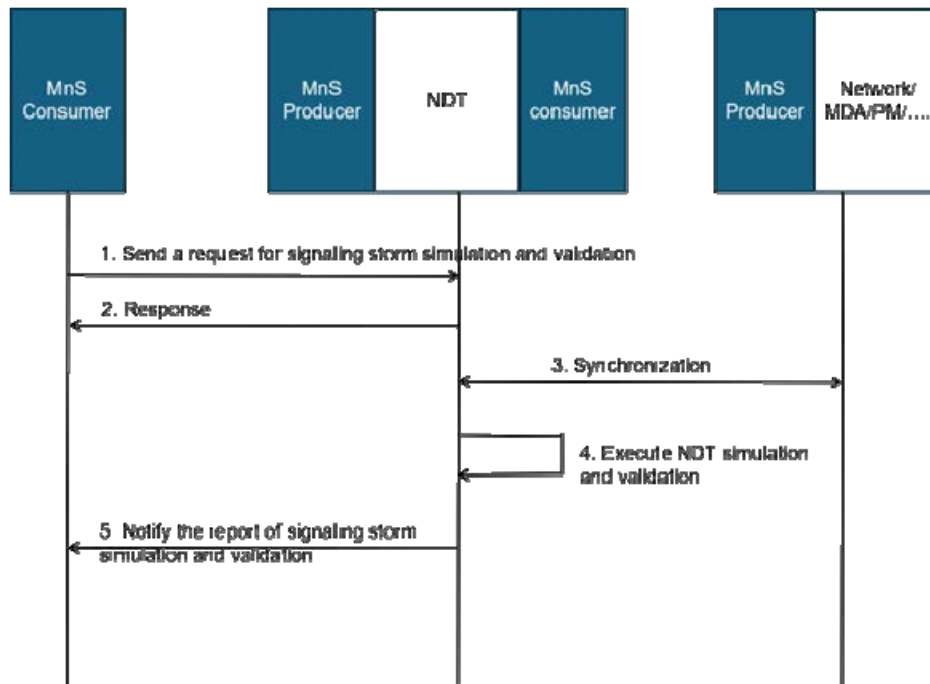 MnS
Consumer
MnS
Producer
NDT
MnS
consumer
MnS
Producer
Network/
MDA/PM/....
1. Send a request for signaling storm simulation and validation
2. Response
3. Synchronization
4. Execute NDT simulation
and validation
5 Notify the report of signaling storm
simulation and validation